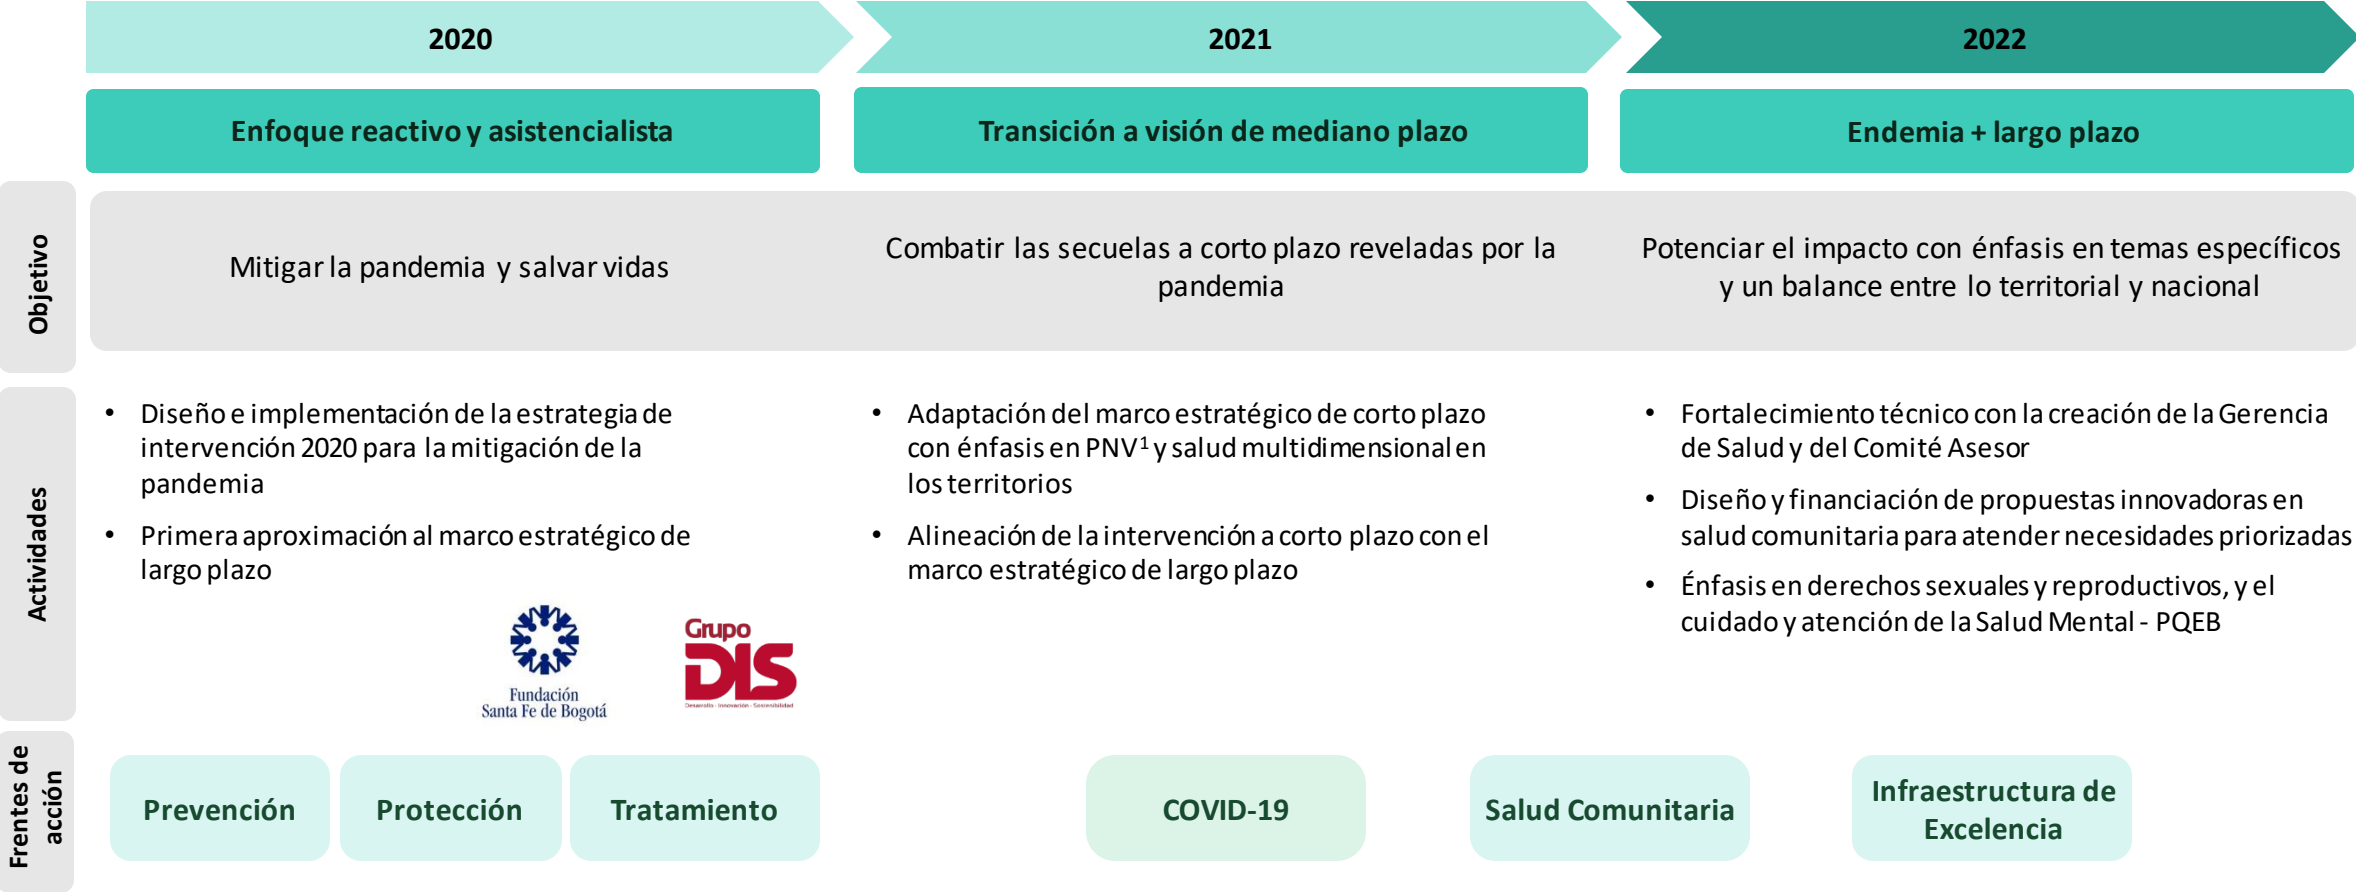 2020
2021
2022
Enfoque reactivo y asistencialista
Transición a visión de mediano plazo
Endemia + largo plazo
Objetivo
Mitigar la pandemia y salvar vidas
Combatir las secuelas a corto plazo reveladas por la
pandemia
Potenciar el impacto con énfasis en temas específicos
y un balance entre lo territorial y nacional
Actividades
• Diseño e implementación de la estrategia de
intervención 2020 para la mitigación de la
pandemia
• Primera aproximación al marco estratégico de
largo plazo
Fundación
Santa Fe de Bogotá
Grupo
DIS
Desarrollo - Innovación - Sostenibilidad
• Adaptación del marco estratégico de corto plazo
con énfasis en PNV¹ y salud multidimensional en
los territorios
• Alineación de la intervención a corto plazo con el
marco estratégico de largo plazo
• Fortalecimiento técnico con la creación de la Gerencia
de Salud y del Comité Asesor
• Diseño y financiación de propuestas innovadoras en
salud comunitaria para atender necesidades priorizadas
• Énfasis en derechos sexuales y reproductivos, y el
cuidado y atención de la Salud Mental - PQEB
Frentes de
acción
Prevención
Protección
Tratamiento
COVID-19
Salud Comunitaria
Infraestructura de
Excelencia